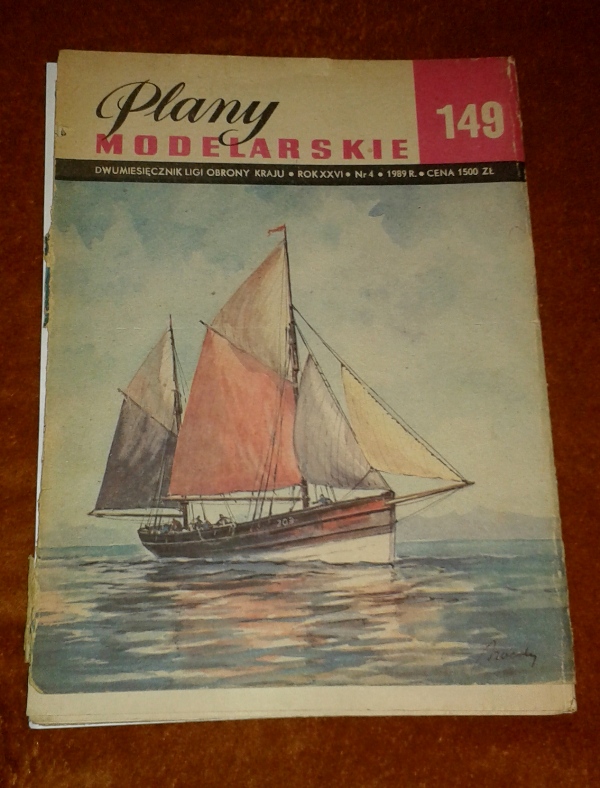 Plany
MODELARSKIE
149
DWUMIESIĘCZNIK LIGI OBRONY KRAJU • ROK XXVI • Nr 4 • 1989 R. • CENA 1500 ZŁ